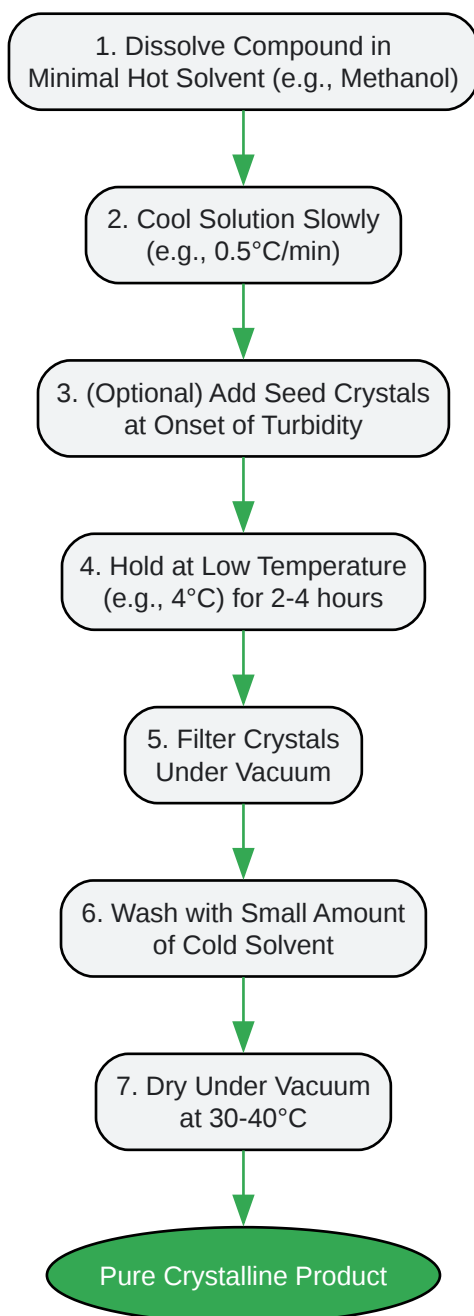 1. Dissolve Compound in
Minimal Hot Solvent (e.g., Methanol)
2. Cool Solution Slowly
(e.g., 0.5°C/min)
3. (Optional) Add Seed Crystals
at Onset of Turbidity
4. Hold at Low Temperature
(e.g., 4°C) for 2-4 hours
5. Filter Crystals
Under Vacuum
6. Wash with Small Amount
of Cold Solvent
7. Dry Under Vacuum
at 30-40°C
Pure Crystalline Product